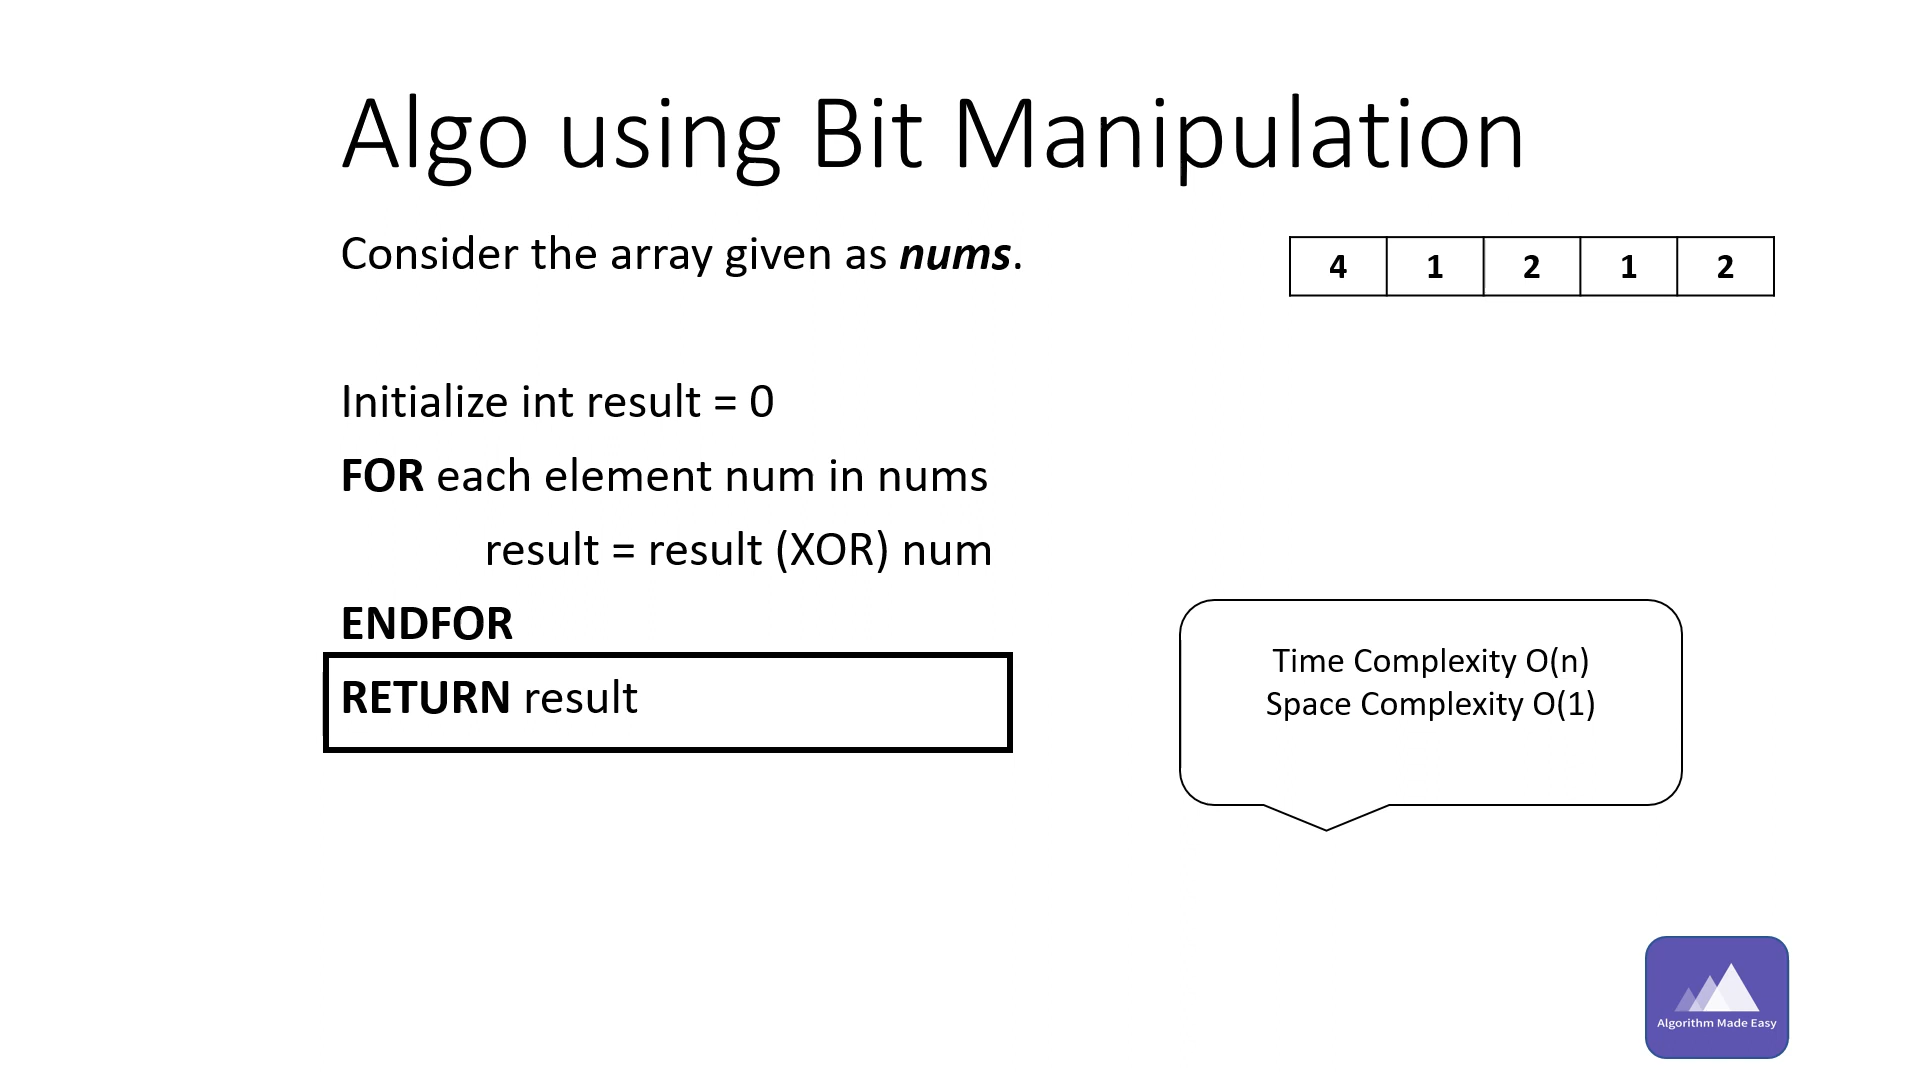 Algo using Bit Manipulation
Consider the array given as nums.
4 1 2 1 2
Initialize int result = 0
FOR each element num in nums
result = result (XOR) num
ENDFOR
RETURN result
Time Complexity O(n)
Space Complexity O(1)
Algorithm Made Easy